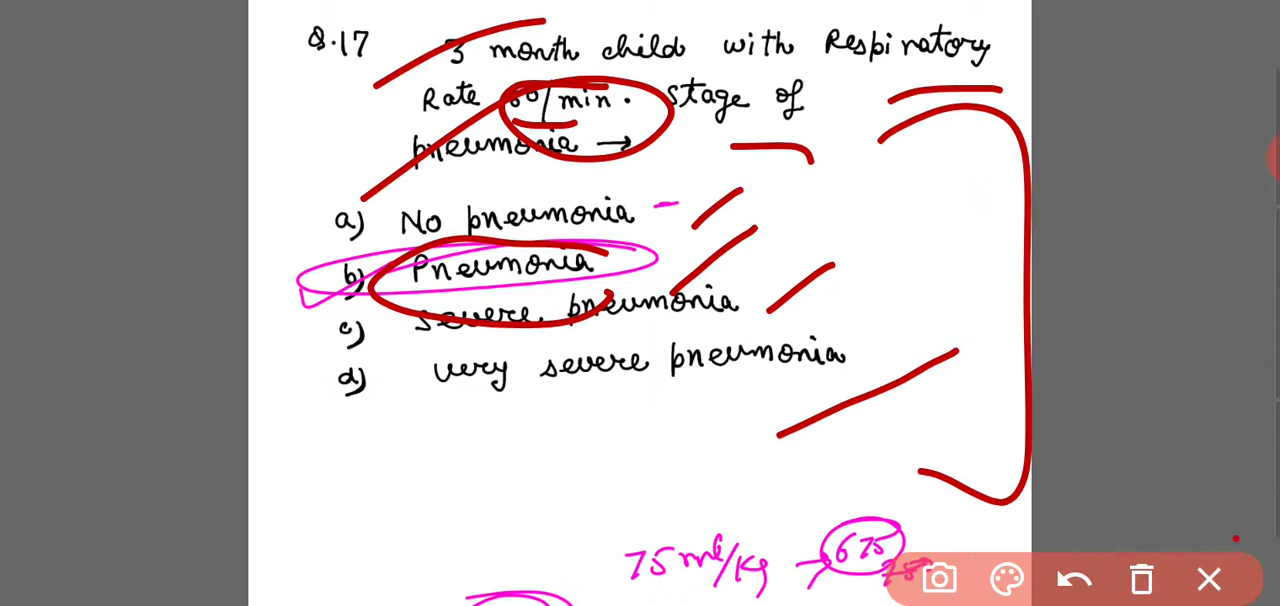 Q.17 3 month child with Respiratory
Rate 60/min. stage of
pneumonia →
a) No pneumonia -
b) Pneumonia
c) severe pneumonia
d) very severe pneumonia
75 ml/kg → 675